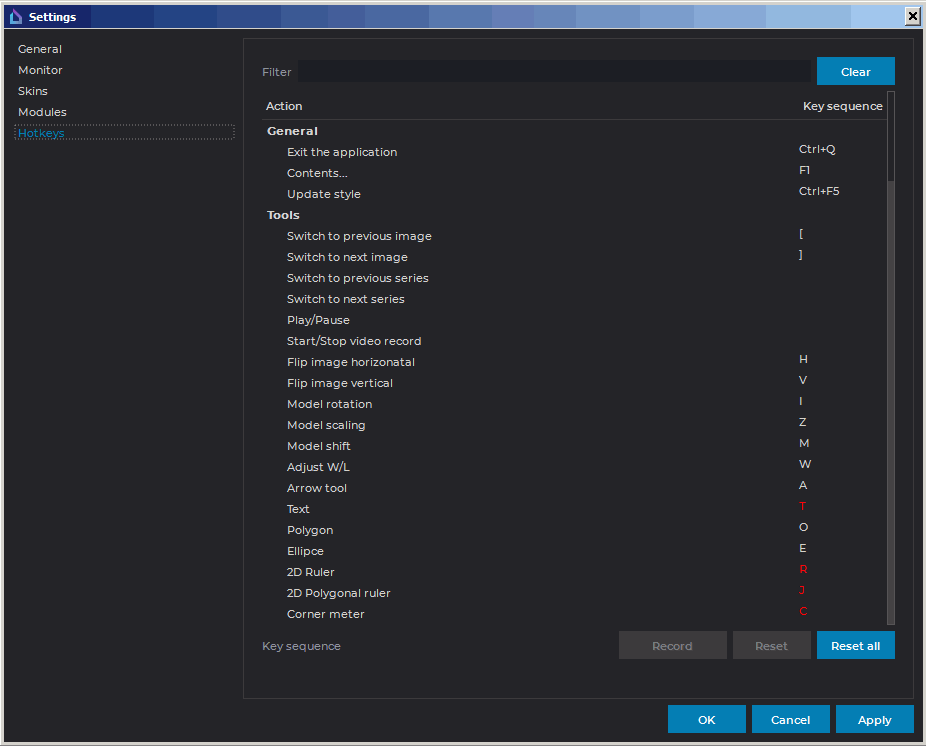 Settings
General
Monitor
Skins
Modules
Hotkeys
Filter Clear
Action Key sequence
General
Exit the application Ctrl+Q
Contents... F1
Update style Ctrl+F5
Tools
Switch to previous image [
Switch to next image ]
Switch to previous series
Switch to next series
Play/Pause
Start/Stop video record
Flip image horizonatal H
Flip image vertical V
Model rotation I
Model scaling Z
Model shift M
Adjust W/L W
Arrow tool A
Text T
Polygon O
Ellipce E
2D Ruler R
2D Polygonal ruler J
Corner meter C
Key sequence Record Reset Reset all
OK Cancel Apply